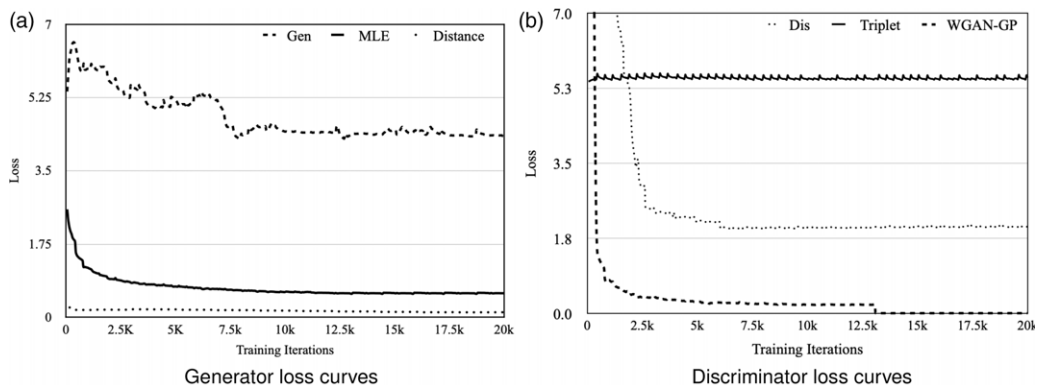 (a)
7
Gen MLE Distance
5.25
3.5
1.75
0
Loss
0 2.5k 5k 7.5k 10k 12.5k 15k 17.5k 20k
Training Iterations
Generator loss curves
(b)
7.0
Dis Triplet WGAN-GP
5.3
3.5
1.8
0.0
Loss
0 2.5k 5k 7.5k 10k 12.5k 15k 17.5k 20k
Training Iterations
Discriminator loss curves